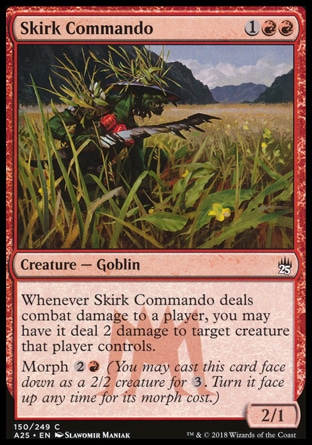 Skirk Commando 1
Creature — Goblin 25
Whenever Skirk Commando deals
combat damage to a player, you may
have it deal 2 damage to target creature
that player controls.
Morph 2 (You may cast this card face
down as a 2/2 creature for 3. Turn it face
up any time for its morph cost.)
2/1
150/249 C
A25 • EN Slawomir Maniak
™ & © 2018 Wizards of the Coast